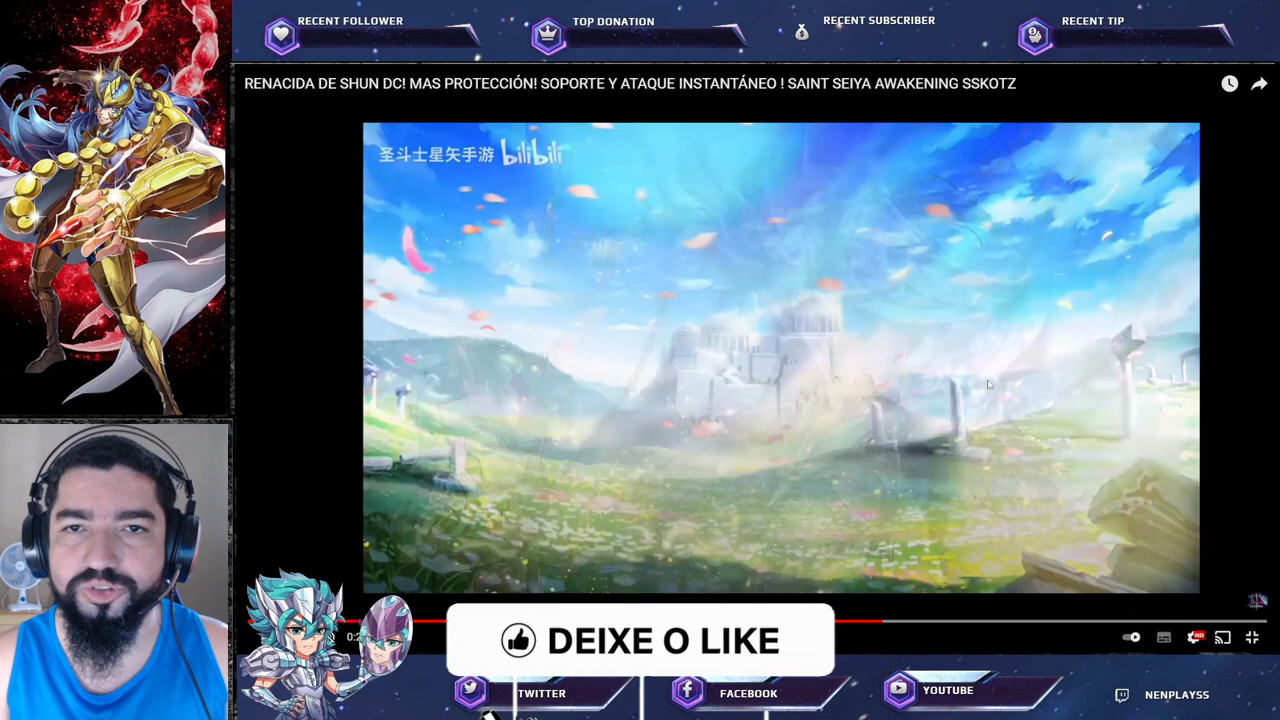 RECENT FOLLOWER
TOP DONATION
RECENT SUBSCRIBER
RECENT TIP
RENACIDA DE SHUN DC! MAS PROTECCIÓN! SOPORTE Y ATAQUE INSTANTÁNEO ! SAINT SEIYA AWAKENING SSKOTZ
圣斗士星矢手游 bilibili
HD
DEIXE O LIKE
TWITTER
FACEBOOK
YOUTUBE
NENPLAYSS